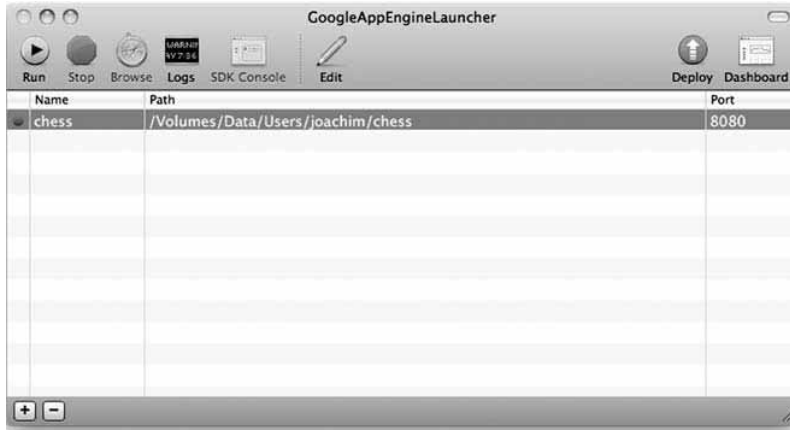 GoogleAppEngineLauncher
Run Stop Browse Logs SDK Console Edit Deploy Dashboard
Name Path Port
chess /Volumes/Data/Users/joachim/chess 8080